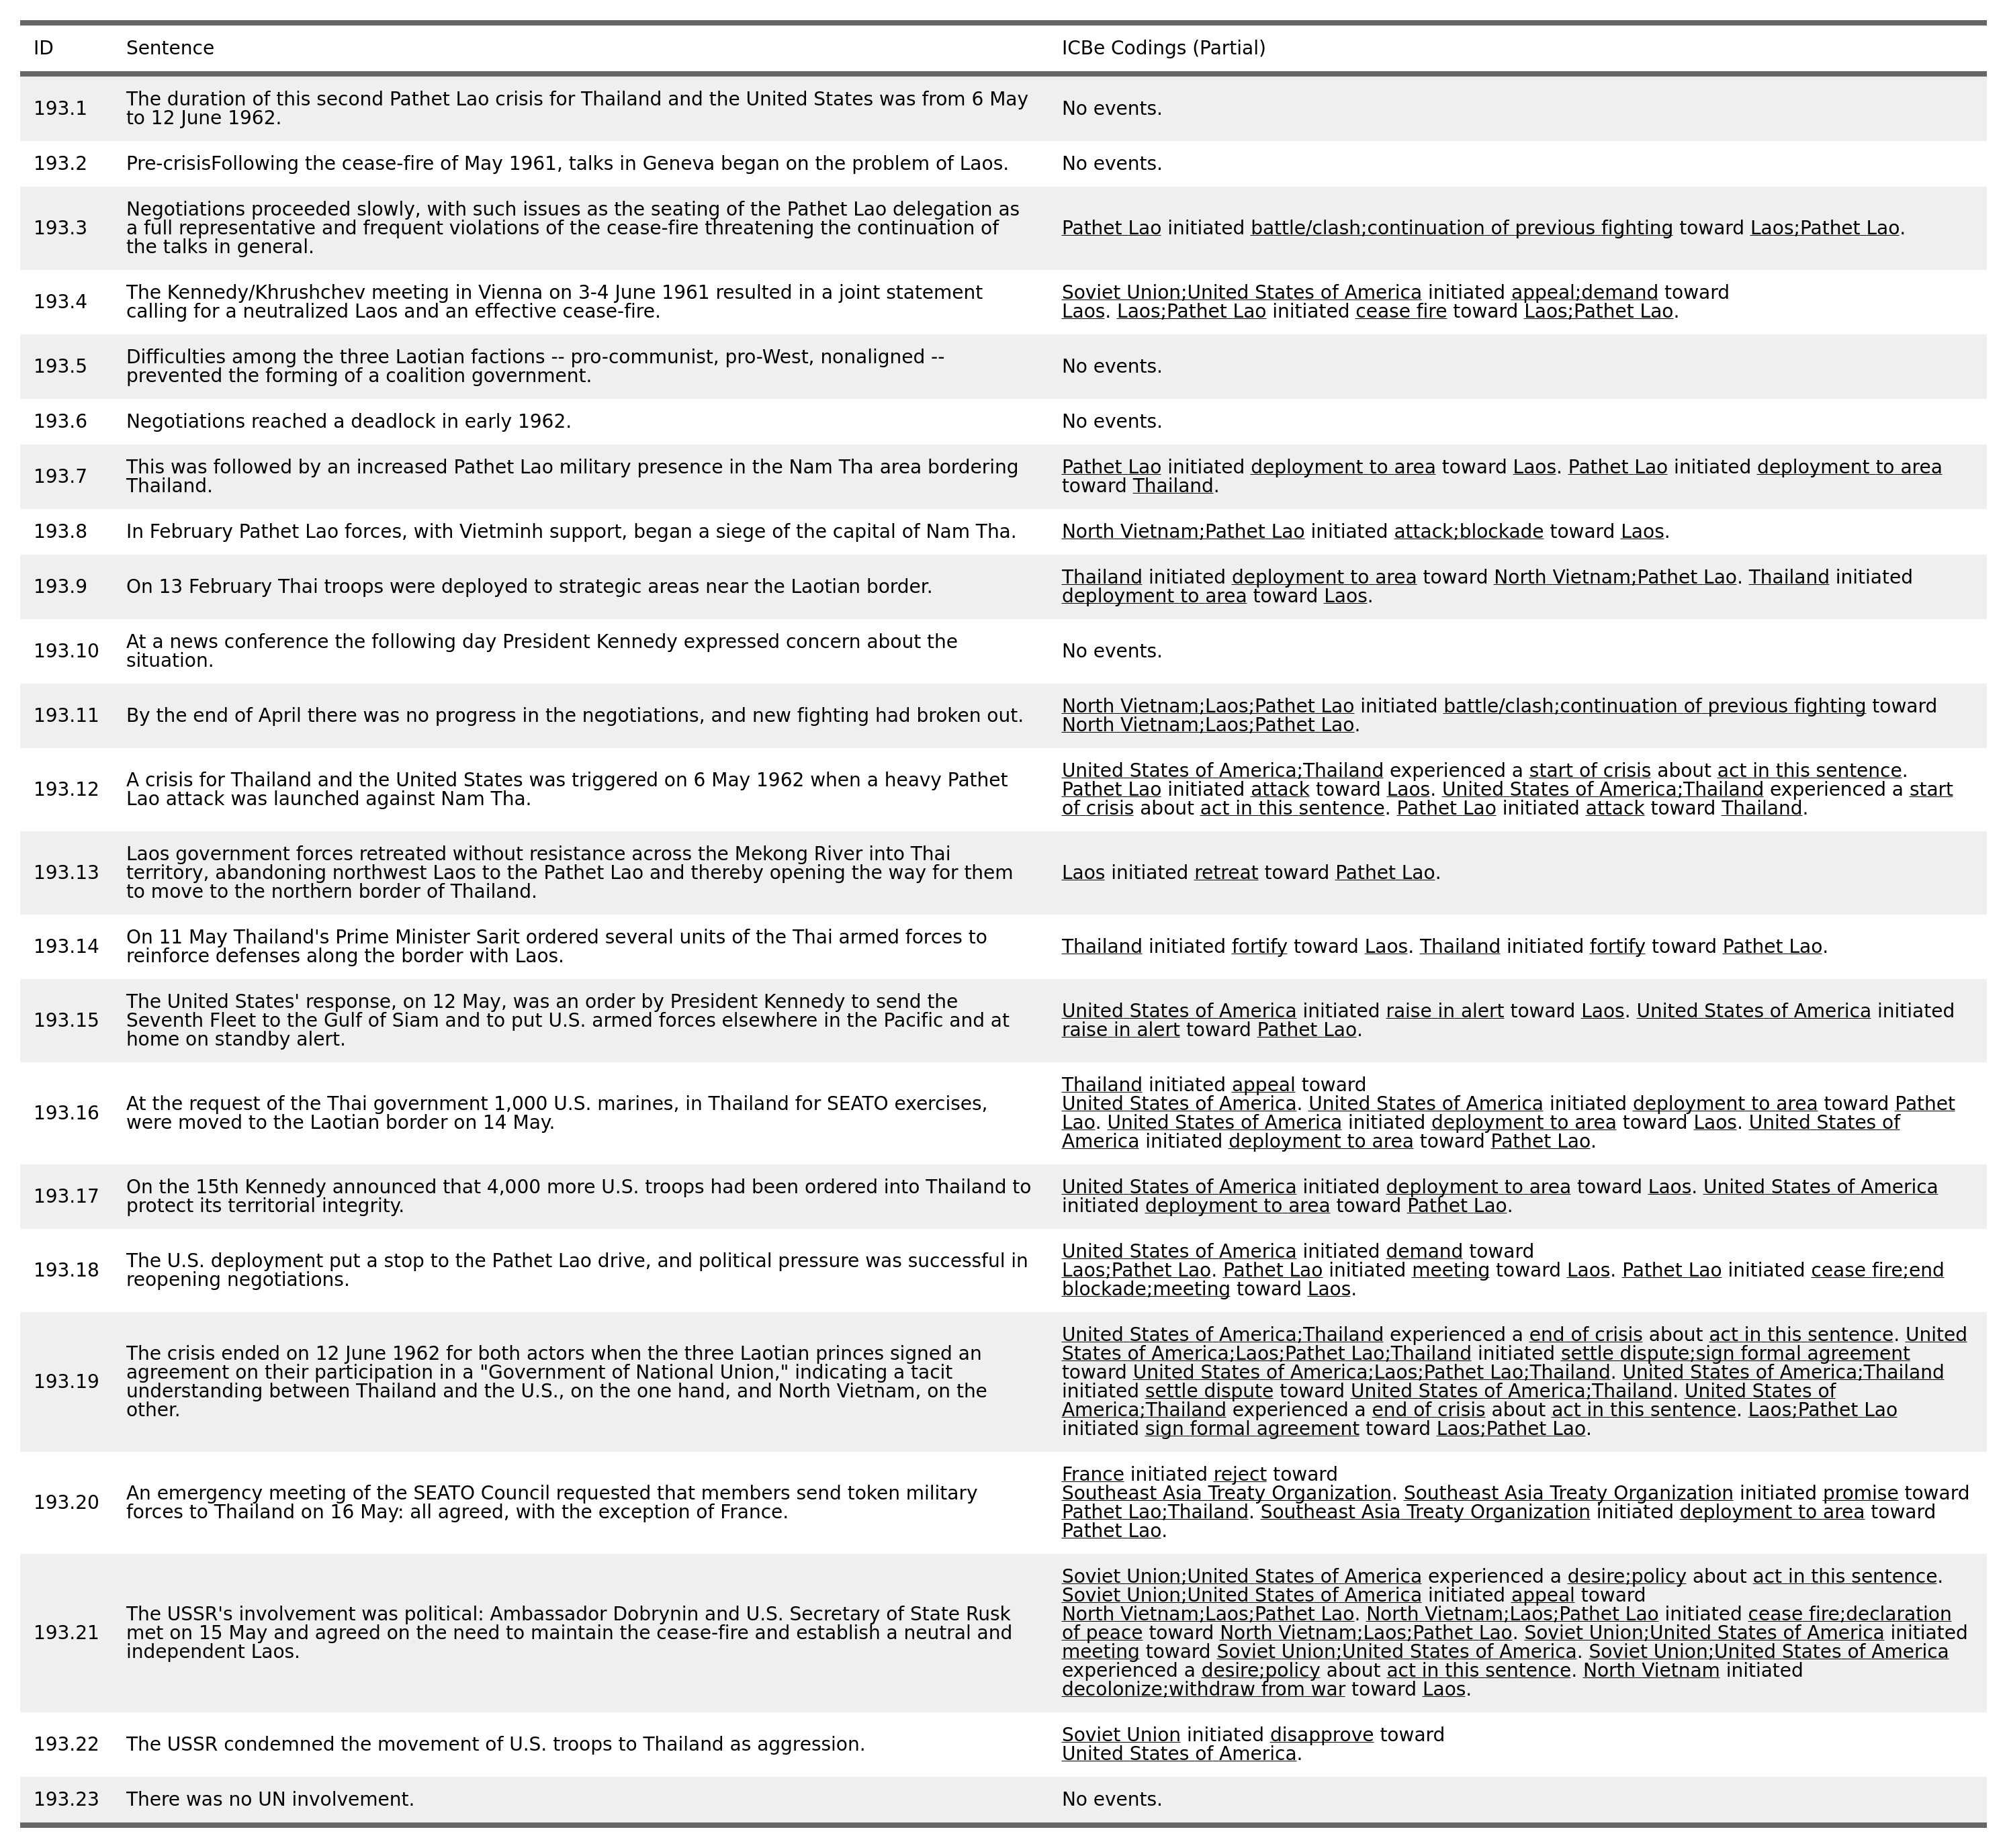 ID Sentence ICBe Codings (Partial)
193.1 The duration of this second Pathet Lao crisis for Thailand and the United States was from 6 May
to 12 June 1962.
No events.
193.2 Pre-crisisFollowing the cease-fire of May 1961, talks in Geneva began on the problem of Laos.
No events.
193.3 Negotiations proceeded slowly, with such issues as the seating of the Pathet Lao delegation as
a full representative and frequent violations of the cease-fire threatening the continuation of
the talks in general.
Pathet Lao initiated battle/clash;continuation of previous fighting toward Laos;Pathet Lao.
193.4 The Kennedy/Khrushchev meeting in Vienna on 3-4 June 1961 resulted in a joint statement
calling for a neutralized Laos and an effective cease-fire.
Soviet Union;United States of America initiated appeal;demand toward
Laos. Laos;Pathet Lao initiated cease fire toward Laos;Pathet Lao.
193.5 Difficulties among the three Laotian factions -- pro-communist, pro-West, nonaligned --
prevented the forming of a coalition government.
No events.
193.6 Negotiations reached a deadlock in early 1962.
No events.
193.7 This was followed by an increased Pathet Lao military presence in the Nam Tha area bordering
Thailand.
Pathet Lao initiated deployment to area toward Laos. Pathet Lao initiated deployment to area
toward Thailand.
193.8 In February Pathet Lao forces, with Vietminh support, began a siege of the capital of Nam Tha.
North Vietnam;Pathet Lao initiated attack;blockade toward Laos.
193.9 On 13 February Thai troops were deployed to strategic areas near the Laotian border.
Thailand initiated deployment to area toward North Vietnam;Pathet Lao. Thailand initiated
deployment to area toward Laos.
193.10 At a news conference the following day President Kennedy expressed concern about the
situation.
No events.
193.11 By the end of April there was no progress in the negotiations, and new fighting had broken out.
North Vietnam;Laos;Pathet Lao initiated battle/clash;continuation of previous fighting toward
North Vietnam;Laos;Pathet Lao.
193.12 A crisis for Thailand and the United States was triggered on 6 May 1962 when a heavy Pathet
Lao attack was launched against Nam Tha.
United States of America;Thailand experienced a start of crisis about act in this sentence.
Pathet Lao initiated attack toward Laos. United States of America;Thailand experienced a start
of crisis about act in this sentence. Pathet Lao initiated attack toward Thailand.
193.13 Laos government forces retreated without resistance across the Mekong River into Thai
territory, abandoning northwest Laos to the Pathet Lao and thereby opening the way for them
to move to the northern border of Thailand.
Laos initiated retreat toward Pathet Lao.
193.14 On 11 May Thailand's Prime Minister Sarit ordered several units of the Thai armed forces to
reinforce defenses along the border with Laos.
Thailand initiated fortify toward Laos. Thailand initiated fortify toward Pathet Lao.
193.15 The United States' response, on 12 May, was an order by President Kennedy to send the
Seventh Fleet to the Gulf of Siam and to put U.S. armed forces elsewhere in the Pacific and at
home on standby alert.
United States of America initiated raise in alert toward Laos. United States of America initiated
raise in alert toward Pathet Lao.
193.16 At the request of the Thai government 1,000 U.S. marines, in Thailand for SEATO exercises,
were moved to the Laotian border on 14 May.
Thailand initiated appeal toward
United States of America. United States of America initiated deployment to area toward Pathet
Lao. United States of America initiated deployment to area toward Laos. United States of
America initiated deployment to area toward Pathet Lao.
193.17 On the 15th Kennedy announced that 4,000 more U.S. troops had been ordered into Thailand to
protect its territorial integrity.
United States of America initiated deployment to area toward Laos. United States of America
initiated deployment to area toward Pathet Lao.
193.18 The U.S. deployment put a stop to the Pathet Lao drive, and political pressure was successful in
reopening negotiations.
United States of America initiated demand toward
Laos;Pathet Lao. Pathet Lao initiated meeting toward Laos. Pathet Lao initiated cease fire;end
blockade;meeting toward Laos.
193.19 The crisis ended on 12 June 1962 for both actors when the three Laotian princes signed an
agreement on their participation in a "Government of National Union," indicating a tacit
understanding between Thailand and the U.S., on the one hand, and North Vietnam, on the
other.
United States of America;Thailand experienced a end of crisis about act in this sentence. United
States of America;Laos;Pathet Lao;Thailand initiated settle dispute;sign formal agreement
toward United States of America;Laos;Pathet Lao;Thailand. United States of America;Thailand
initiated settle dispute toward United States of America;Thailand. United States of
America;Thailand experienced a end of crisis about act in this sentence. Laos;Pathet Lao
initiated sign formal agreement toward Laos;Pathet Lao.
193.20 An emergency meeting of the SEATO Council requested that members send token military
forces to Thailand on 16 May: all agreed, with the exception of France.
France initiated reject toward
Southeast Asia Treaty Organization. Southeast Asia Treaty Organization initiated promise toward
Pathet Lao;Thailand. Southeast Asia Treaty Organization initiated deployment to area toward
Pathet Lao.
193.21 The USSR's involvement was political: Ambassador Dobrynin and U.S. Secretary of State Rusk
met on 15 May and agreed on the need to maintain the cease-fire and establish a neutral and
independent Laos.
Soviet Union;United States of America experienced a desire;policy about act in this sentence.
Soviet Union;United States of America initiated appeal toward
North Vietnam;Laos;Pathet Lao. North Vietnam;Laos;Pathet Lao initiated cease fire;declaration
of peace toward North Vietnam;Laos;Pathet Lao. Soviet Union;United States of America initiated
meeting toward Soviet Union;United States of America. Soviet Union;United States of America
experienced a desire;policy about act in this sentence. North Vietnam initiated
decolonize;withdraw from war toward Laos.
193.22 The USSR condemned the movement of U.S. troops to Thailand as aggression.
Soviet Union initiated disapprove toward
United States of America.
193.23 There was no UN involvement.
No events.